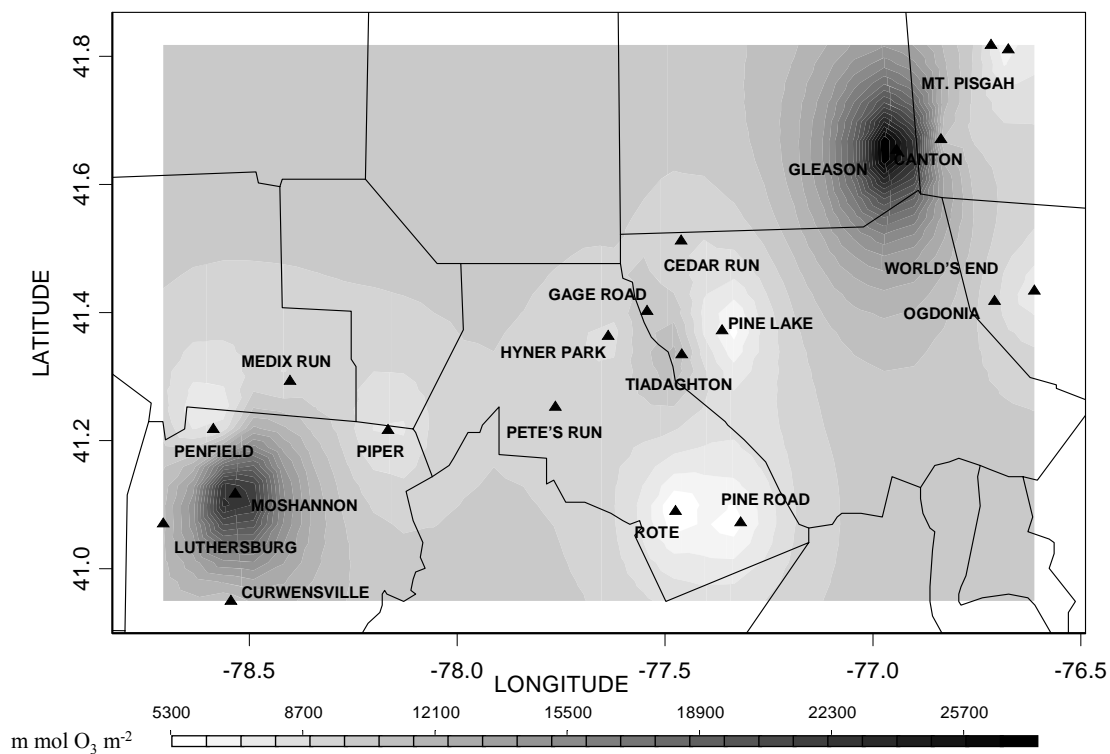 41.8
MT. PISGAH
GLEASON
CANTON
41.6
CEDAR RUN
WORLD'S END
GAGE ROAD
OGDONIA
41.4
PINE LAKE
HYNER PARK
LATITUDE
MEDIX RUN
TIADAGHTON
PETE'S RUN
41.2
PENFIELD
PIPER
MOSHANNON
PINE ROAD
ROTE
LUTHERSBURG
41.0
CURWENSVILLE
-78.5 -78.0 -77.5 -77.0 -76.5
LONGITUDE
5300 8700 12100 15500 18900 22300 25700
m mol O₃ m⁻²